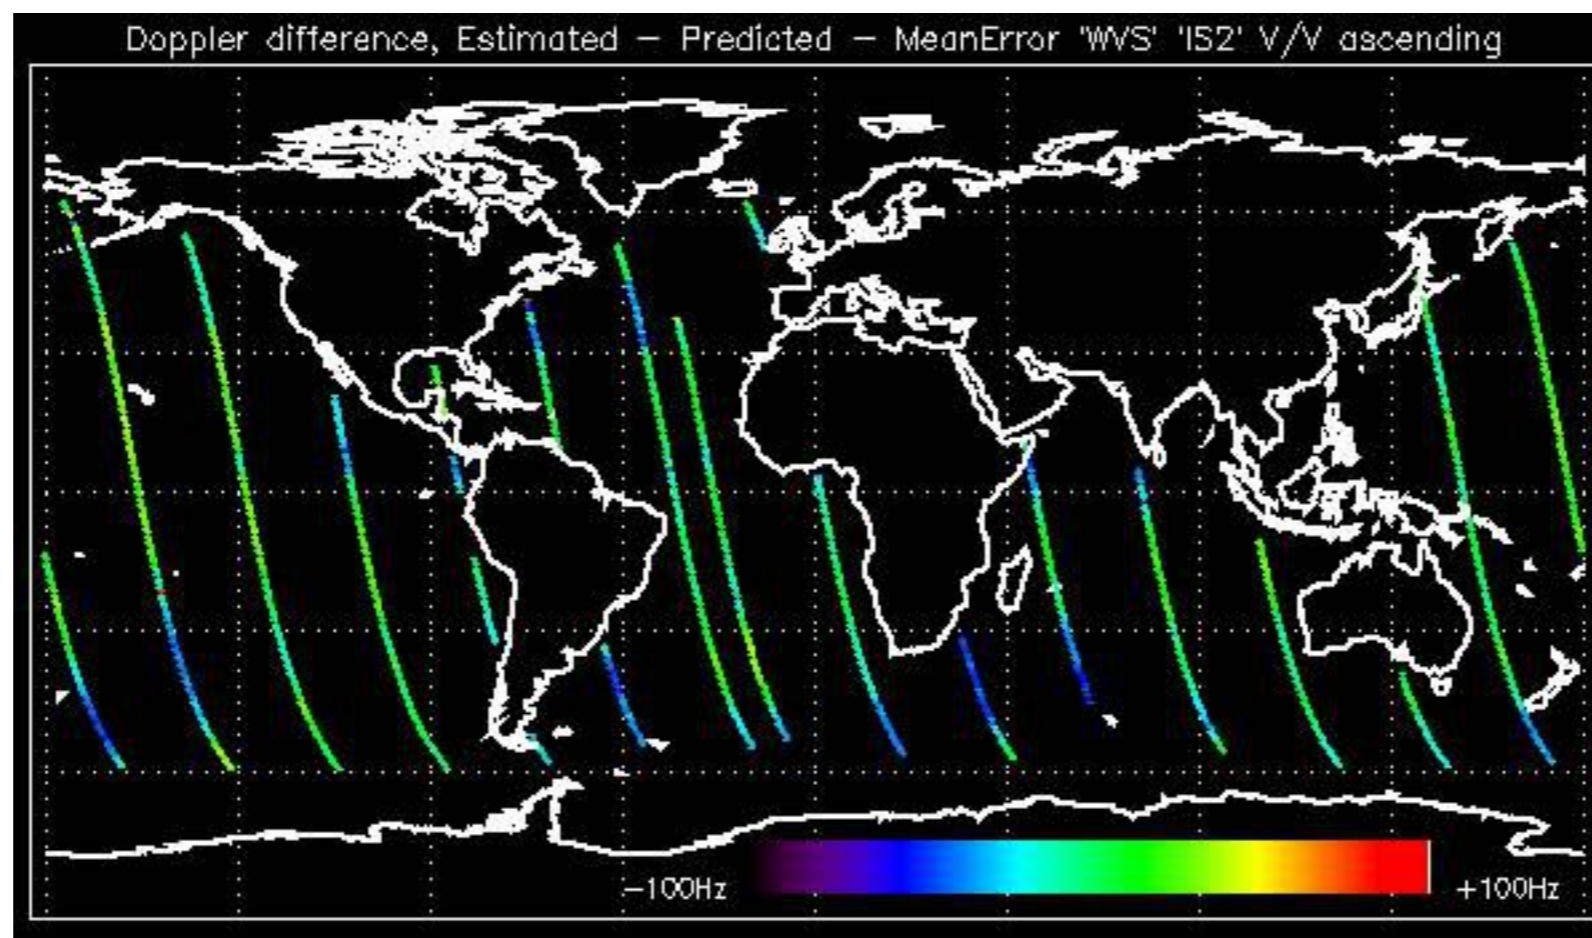 Doppler difference, Estimated – Predicted – MeanError 'WVS' 'IS2' V/V ascending
–100Hz
+100Hz